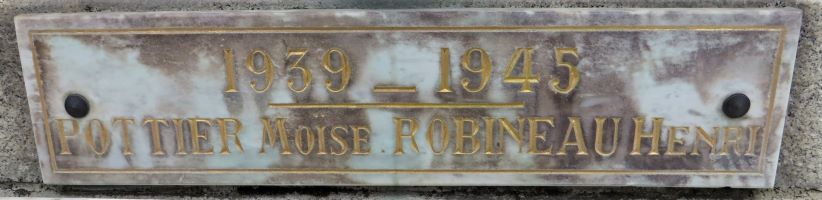 1939 — 1945
POTTIER MOISE. ROBINEAU HENRI